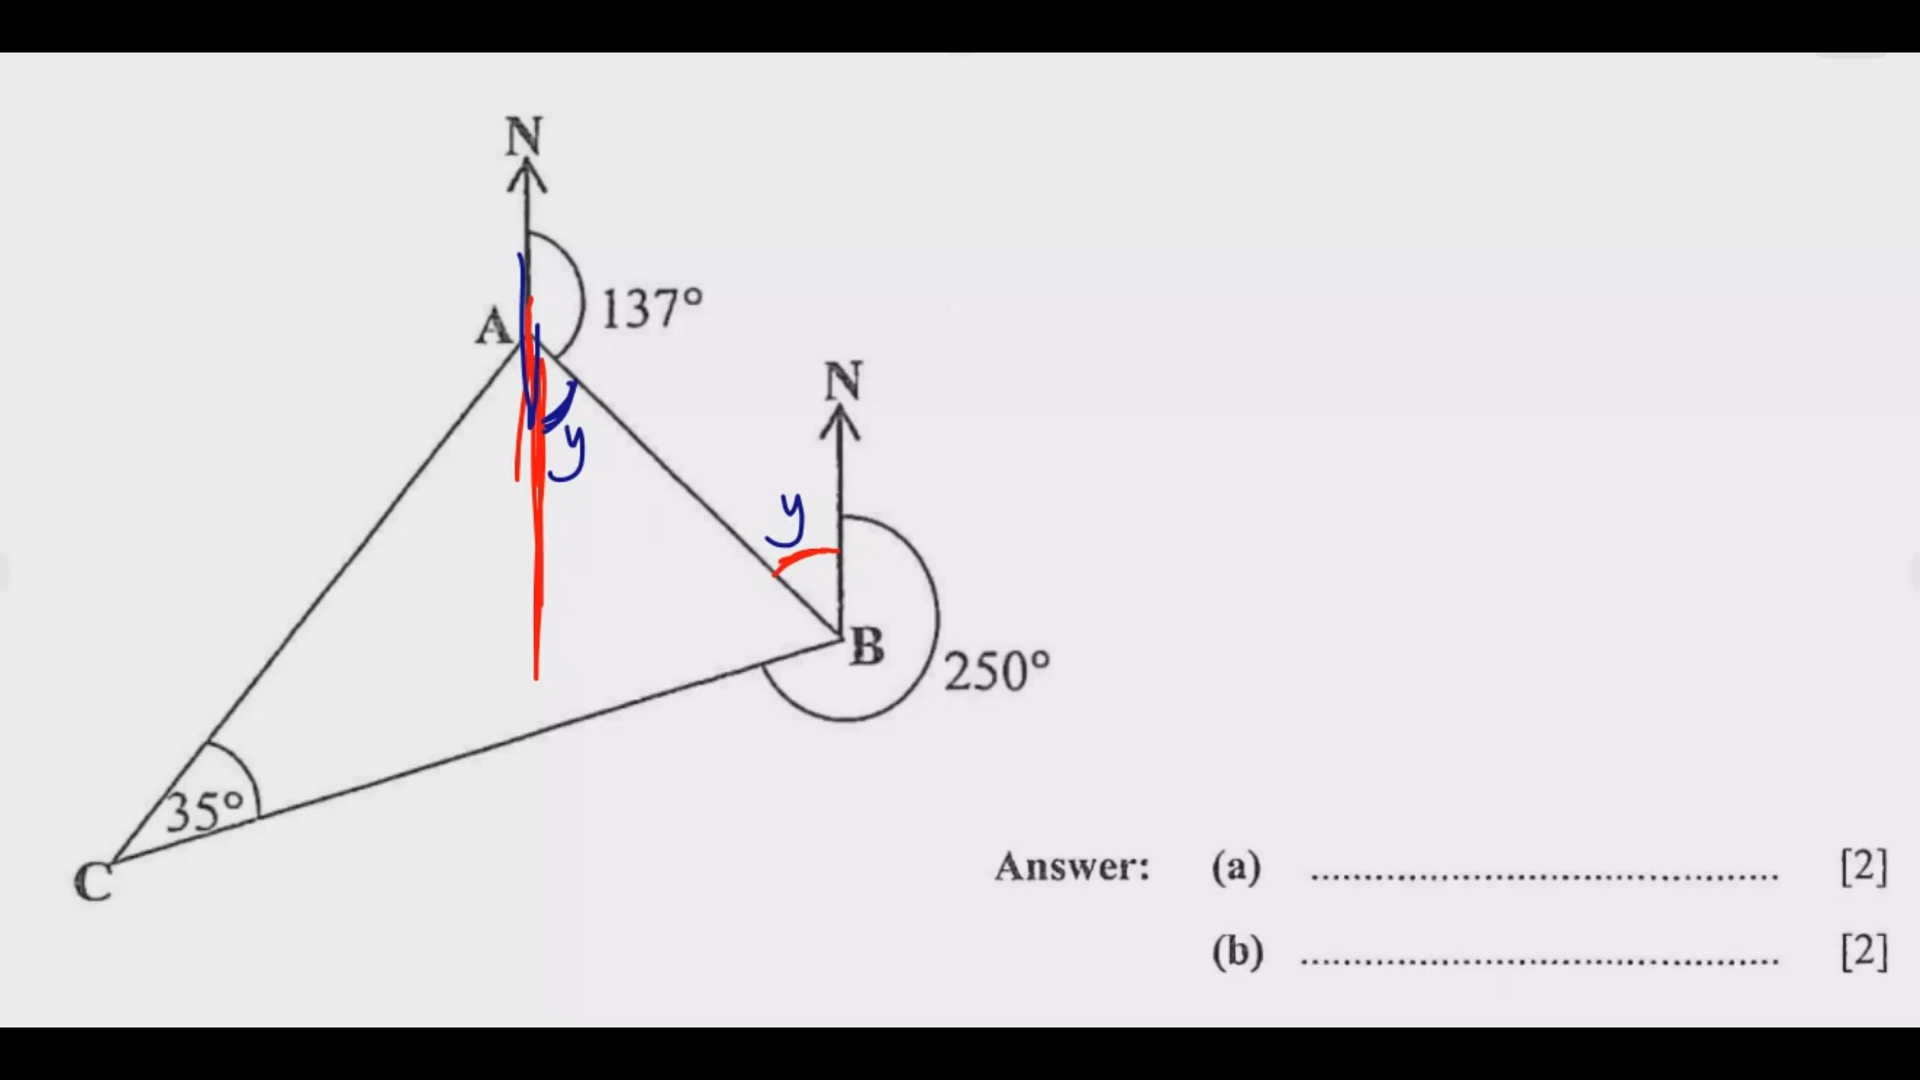 N
A
137°
N
y
y
B
250°
35°
C
Answer: (a) ............................................. [2]
(b) ............................................. [2]